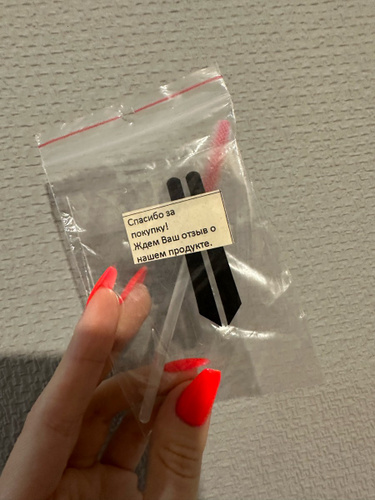 Спасибо за
покупку!
Ждем Ваш отзыв о
нашем продукте.